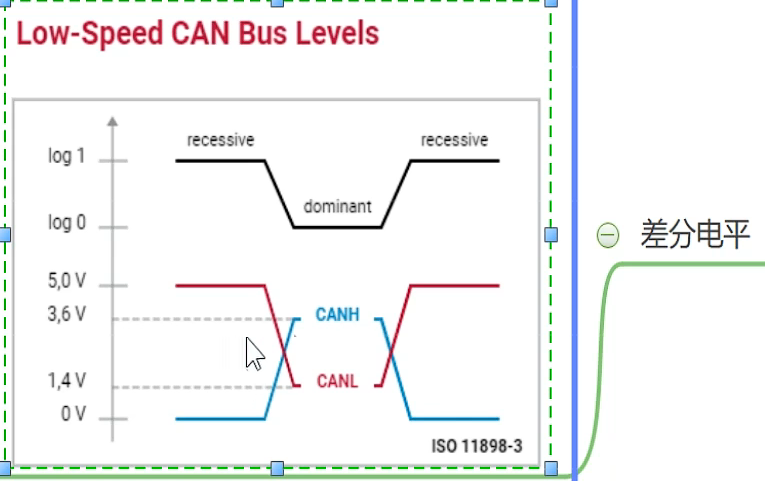 Low-Speed CAN Bus Levels
recessive
recessive
log 1
dominant
log 0
5,0 V
3,6 V
CANH
1,4 V
CANL
0 V
ISO 11898-3
差分电平